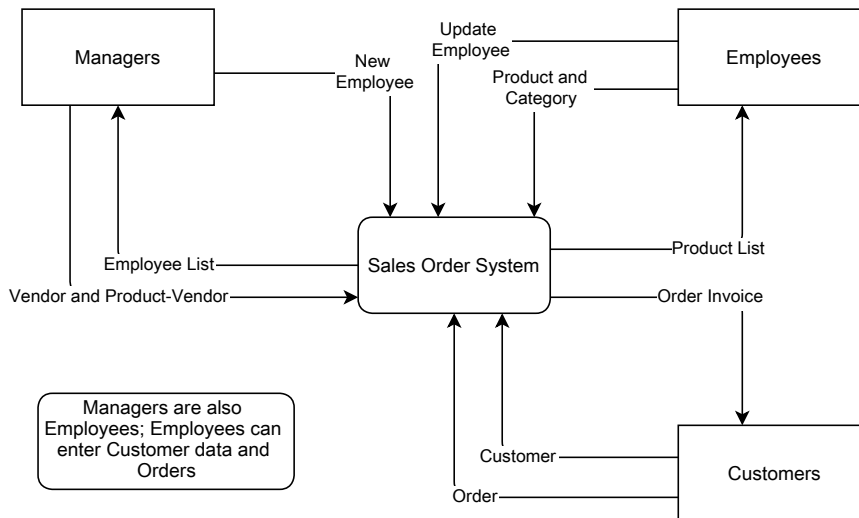 Managers
New
Employee
Update
Employee
Product and
Category
Employees
Employee List
Sales Order System
Product List
Vendor and Product-Vendor
Order Invoice
Managers are also
Employees; Employees can
enter Customer data and
Orders
Customer
Order
Customers